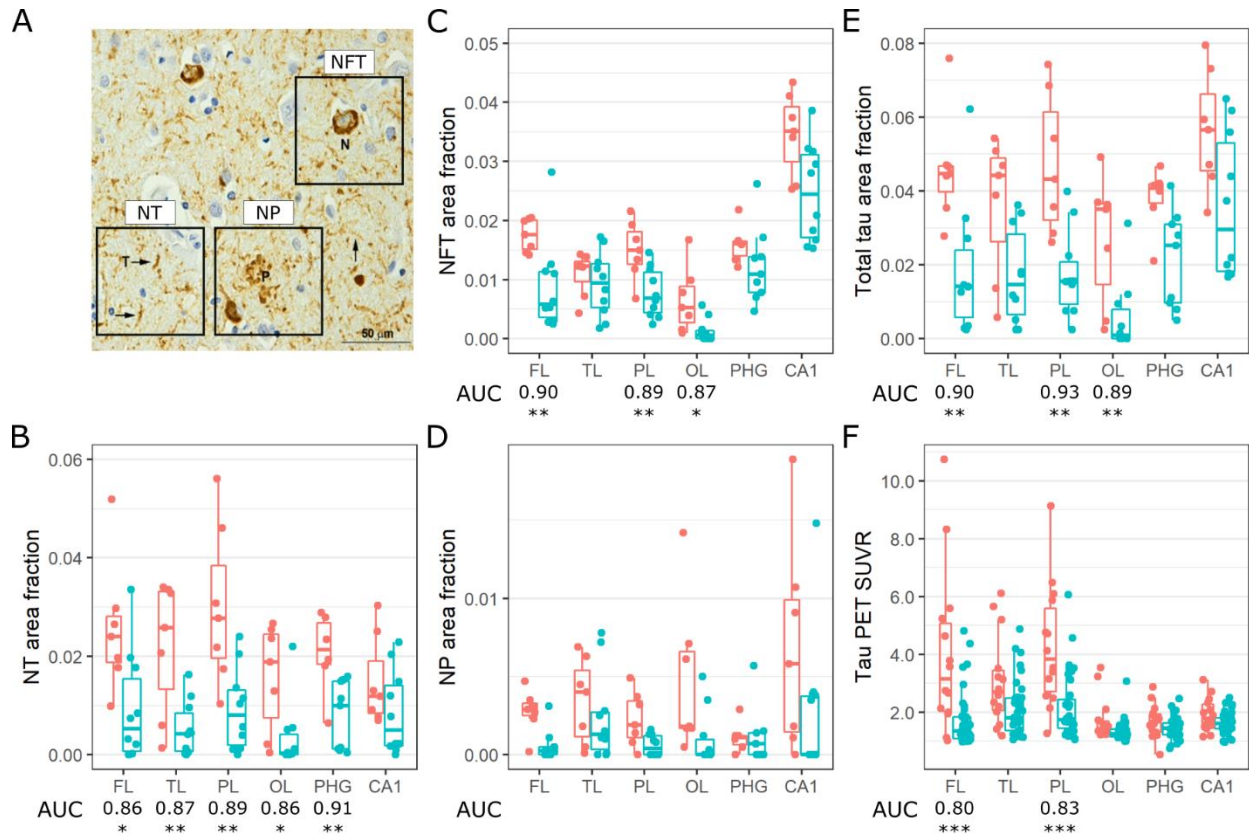 A
NFT
N
NT
NP
T
P
50 µm
B
NT area fraction
0.06
0.04
0.02
0.00
FL TL PL OL PHG CA1
AUC 0.86 0.87 0.89 0.86 0.91
* ** ** * **
C
NFT area fraction
0.05
0.04
0.03
0.02
0.01
0.00
FL TL PL OL PHG CA1
AUC 0.90 0.89 0.87
** ** *
D
NP area fraction
0.01
0.00
FL TL PL OL PHG CA1
AUC
E
Total tau area fraction
0.08
0.06
0.04
0.02
0.00
FL TL PL OL PHG CA1
AUC 0.90 0.93 0.89
** ** **
F
Tau PET SUVR
10.0
8.0
6.0
4.0
2.0
FL TL PL OL PHG CA1
AUC 0.80 0.83
*** ***